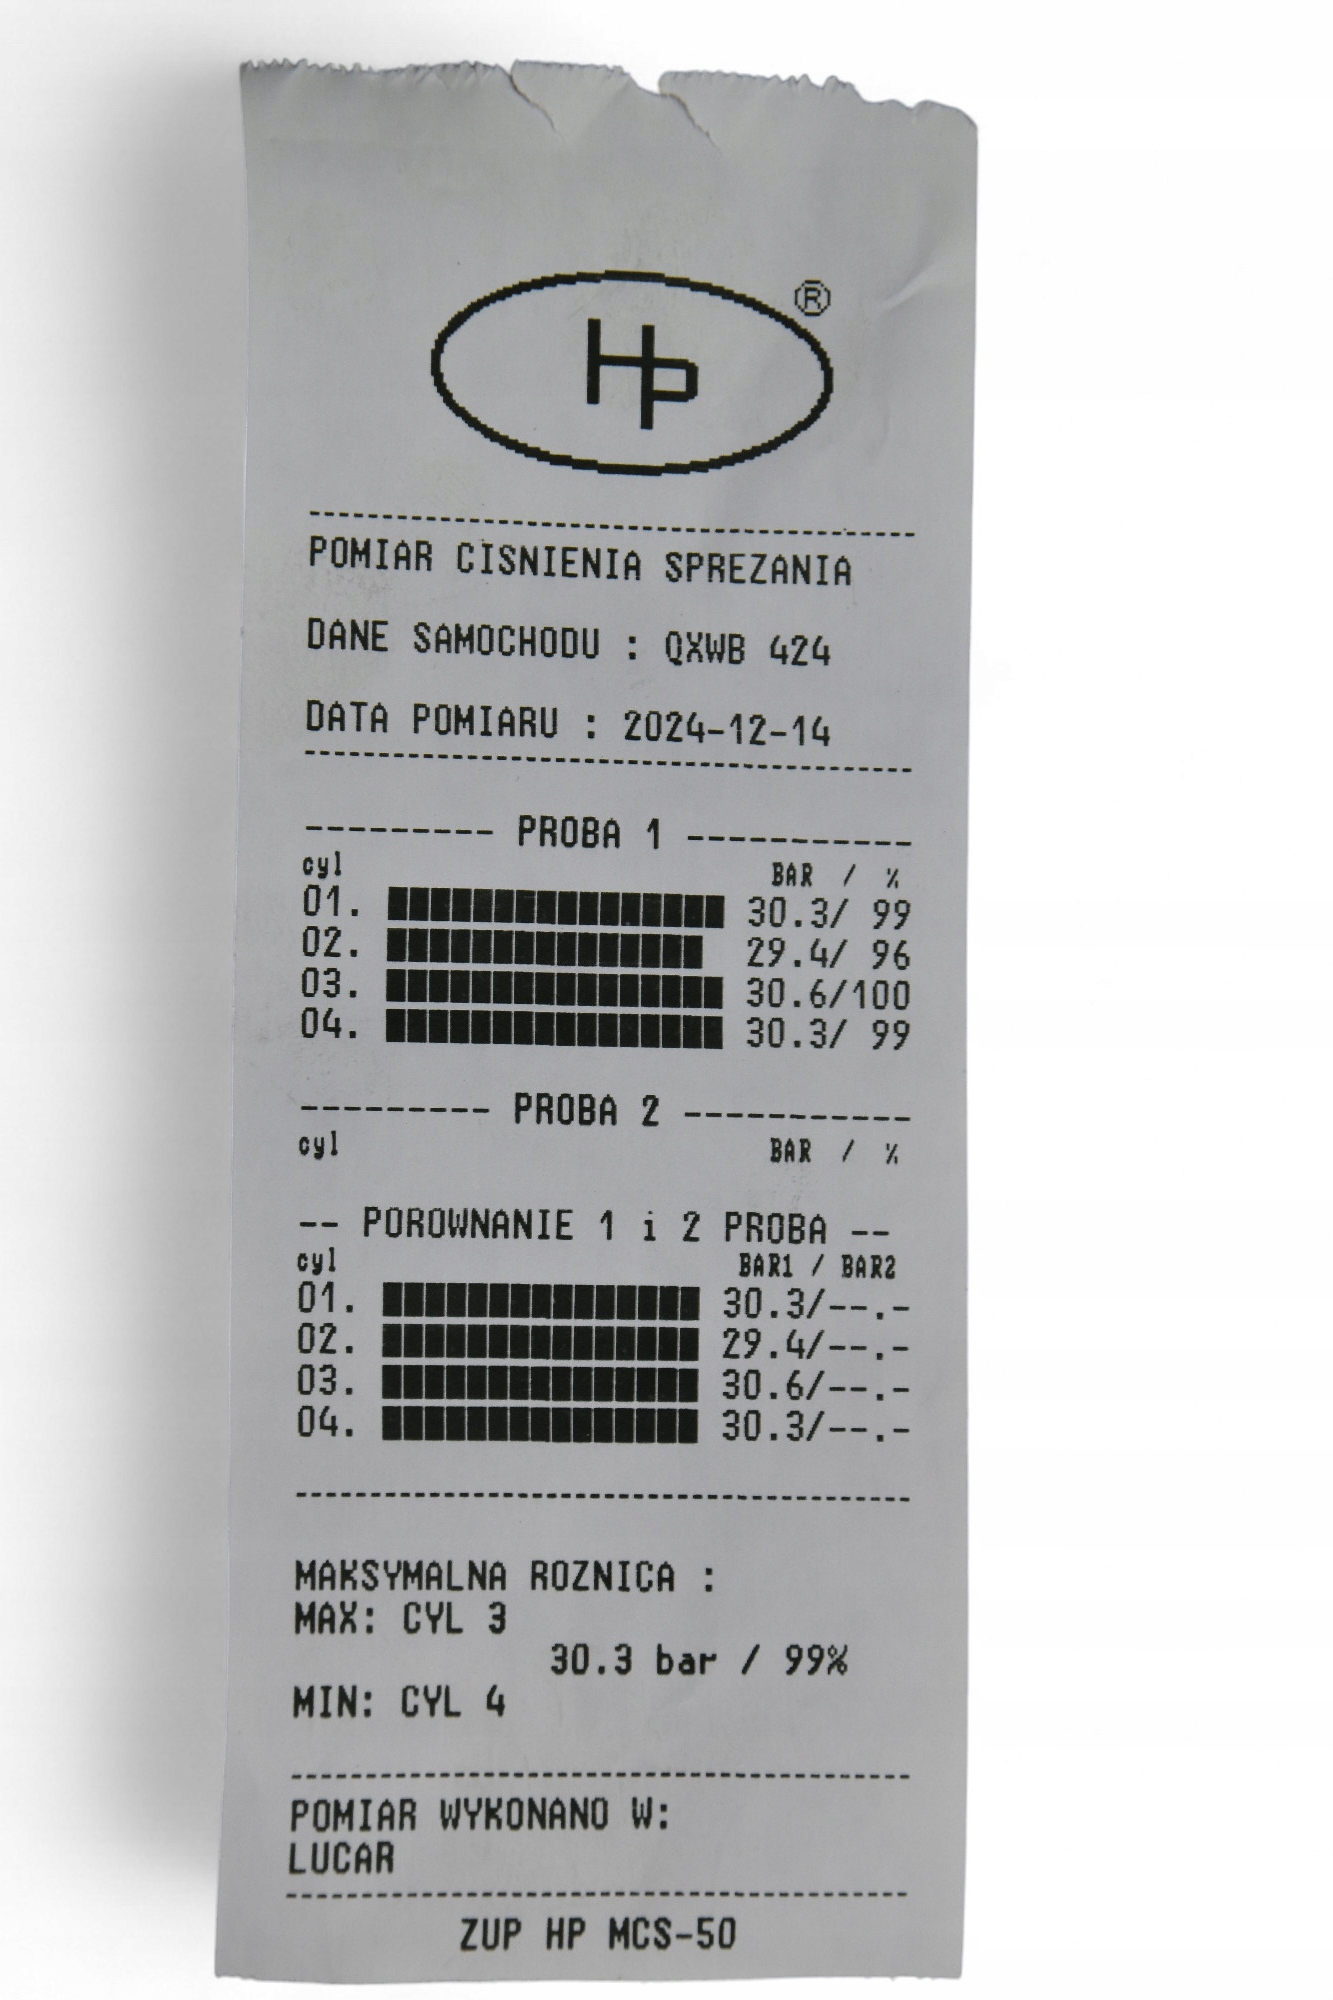 HP ®
---------------------------------------
POMIAR CISNIENIA SPREZANIA
DANE SAMOCHODU : QXWB 424
DATA POMIARU : 2024-12-14
---------------------------------------
--------- PROBA 1 -----------
cyl BAR / %
01. 30.3/ 99
02. 29.4/ 96
03. 30.6/100
04. 30.3/ 99
--------- PROBA 2 -----------
cyl BAR / %
-- POROWNANIE 1 i 2 PROBA --
cyl BAR1 / BAR2
01. 30.3/--.-
02. 29.4/--.-
03. 30.6/--.-
04. 30.3/--.-
---------------------------------------
MAKSYMALNA ROZNICA :
MAX: CYL 3
30.3 bar / 99%
MIN: CYL 4
---------------------------------------
POMIAR WYKONANO W:
LUCAR
---------------------------------------
ZUP HP MCS-50